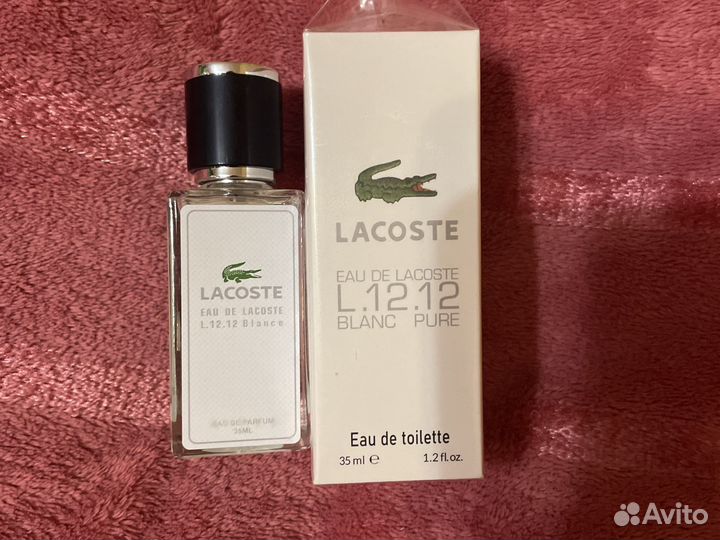 LACOSTE
EAU DE LACOSTE
L.12.12 Blance
EAU DE PARFUM
35ML
LACOSTE
EAU DE LACOSTE
L.12.12
BLANC PURE
Eau de toilette
35 ml e 1.2 fl.oz.
Avito